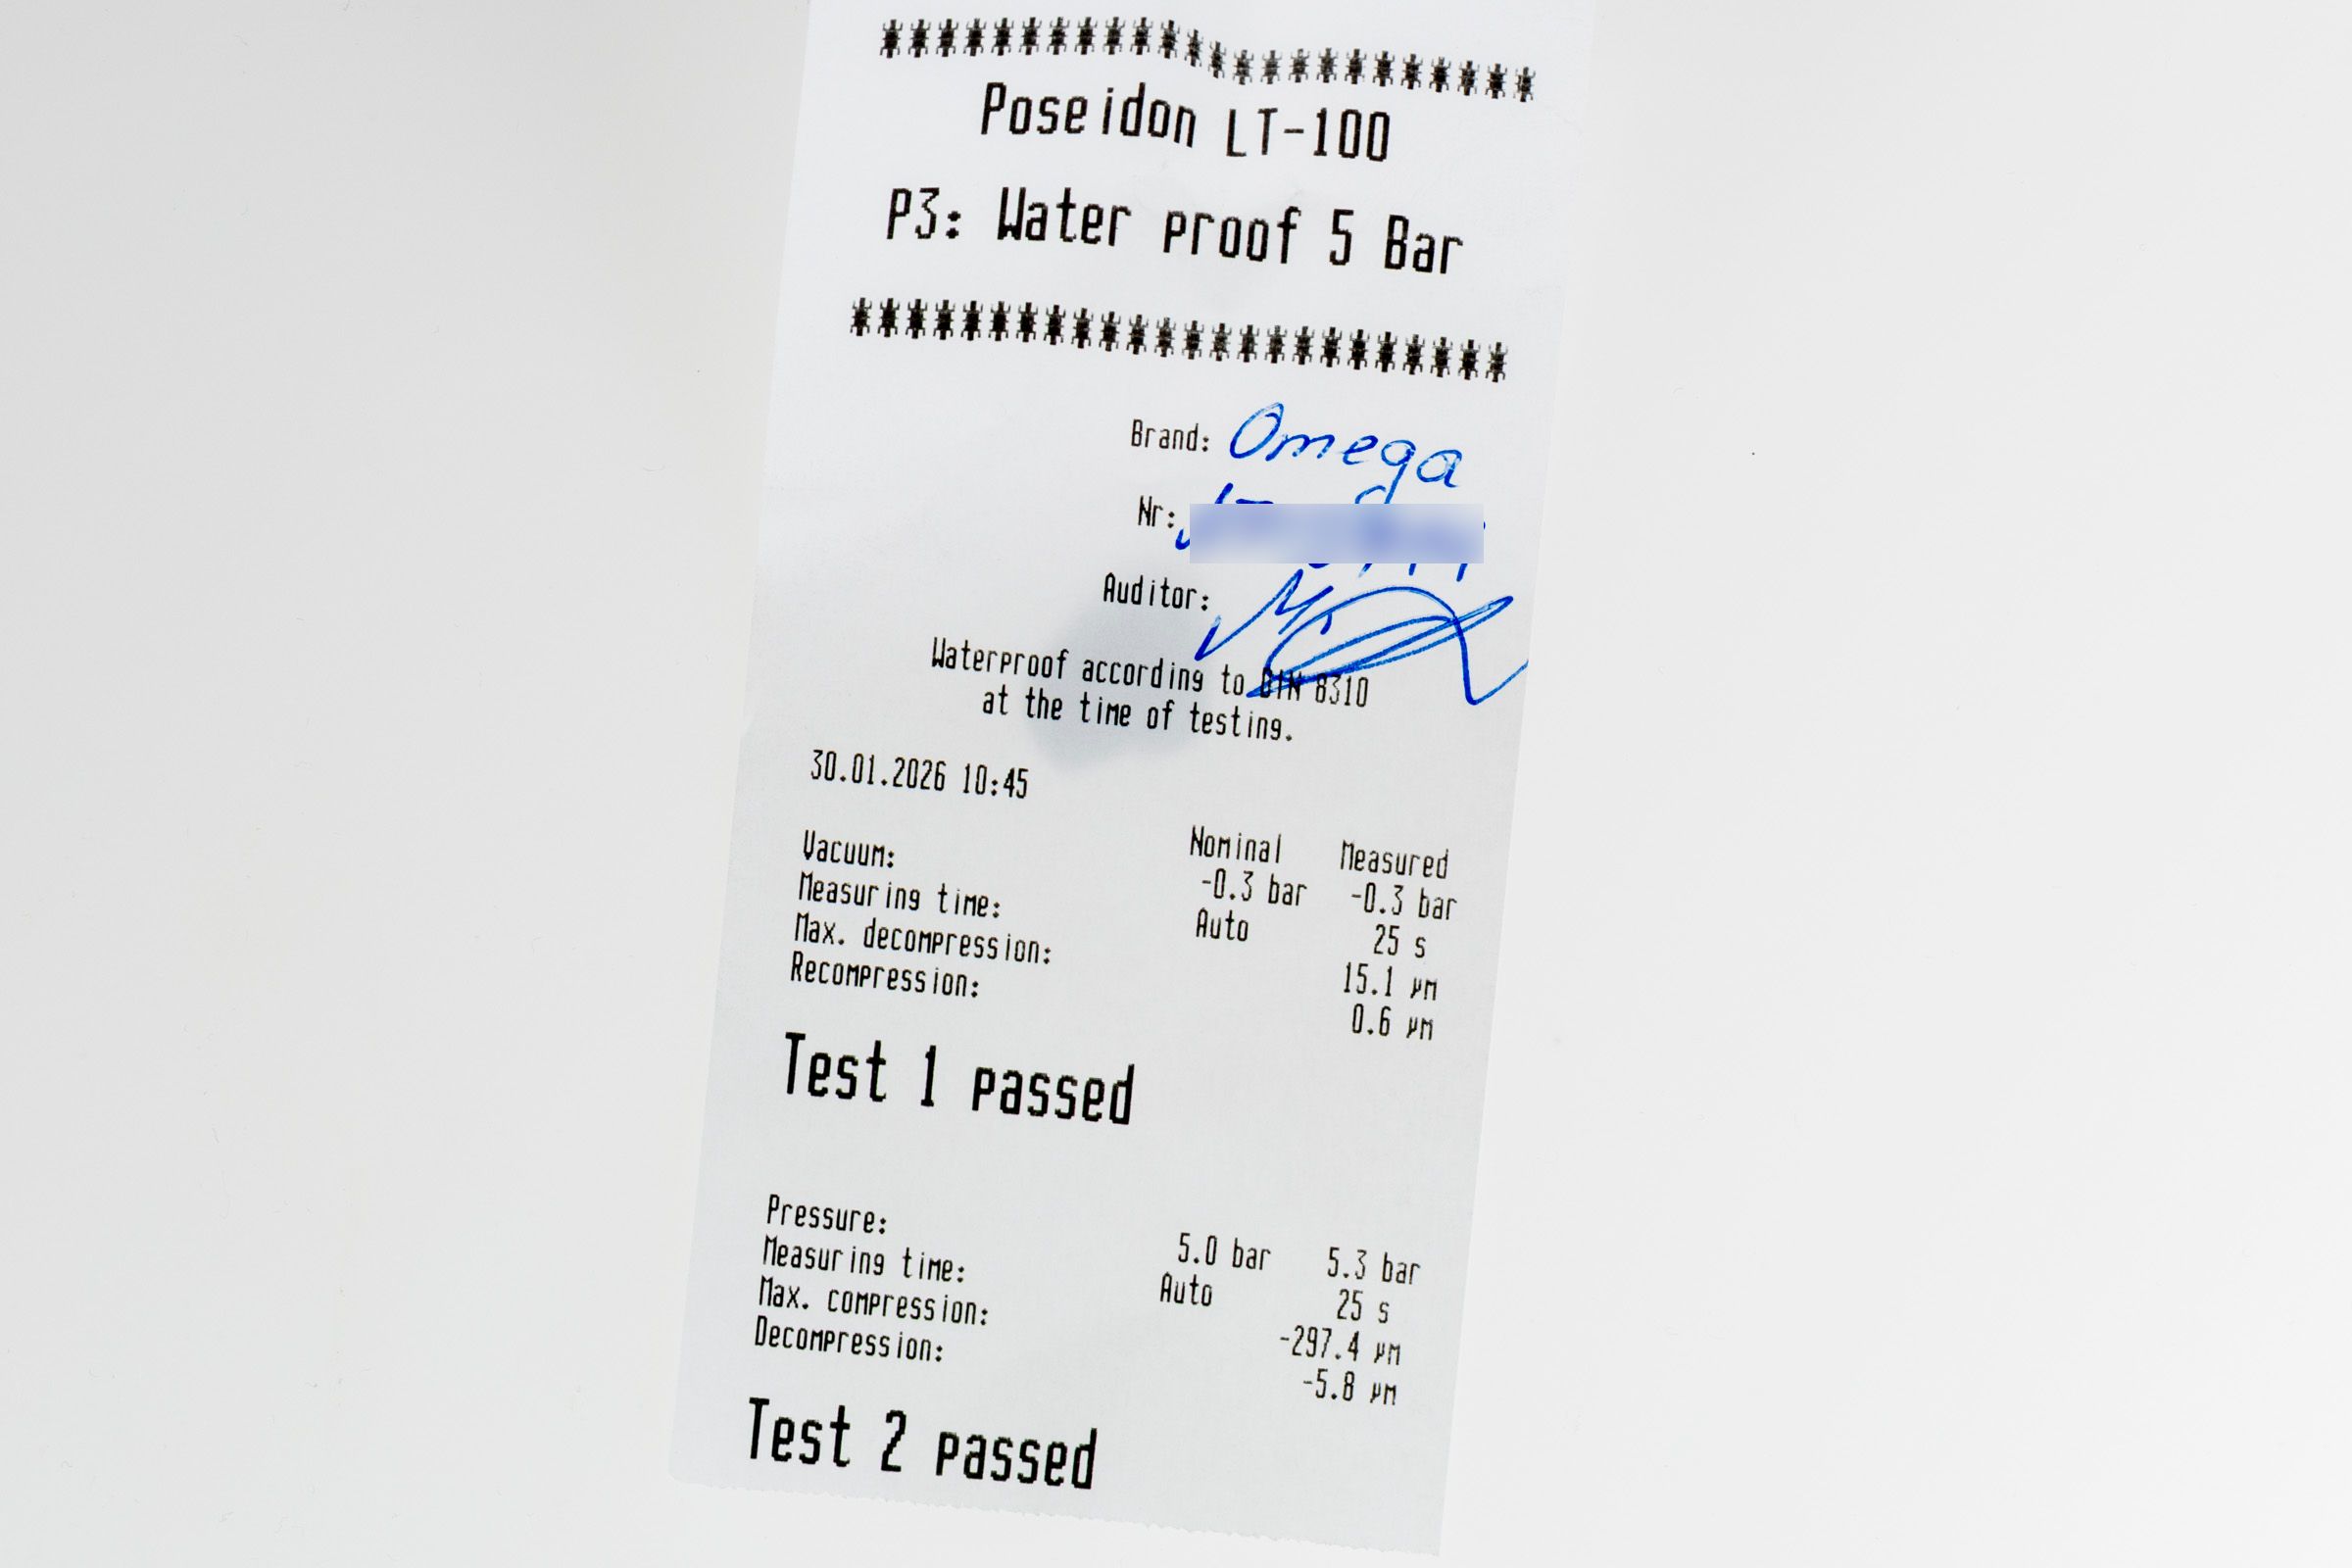 ************************
Poseidon LT-100
P3: Water proof 5 Bar
************************
Brand: Omega
Nr:
Auditor:
Waterproof according to DIN 8310
at the time of testing.
30.01.2026 10:45
Nominal Measured
Vacuum: -0.3 bar -0.3 bar
Measuring time: Auto 25 s
Max. decompression: 15.1 µm
Recompression: 0.6 µm
Test 1 passed
Pressure: 5.0 bar 5.3 bar
Measuring time: Auto 25 s
Max. compression: -297.4 µm
Decompression: -5.8 µm
Test 2 passed